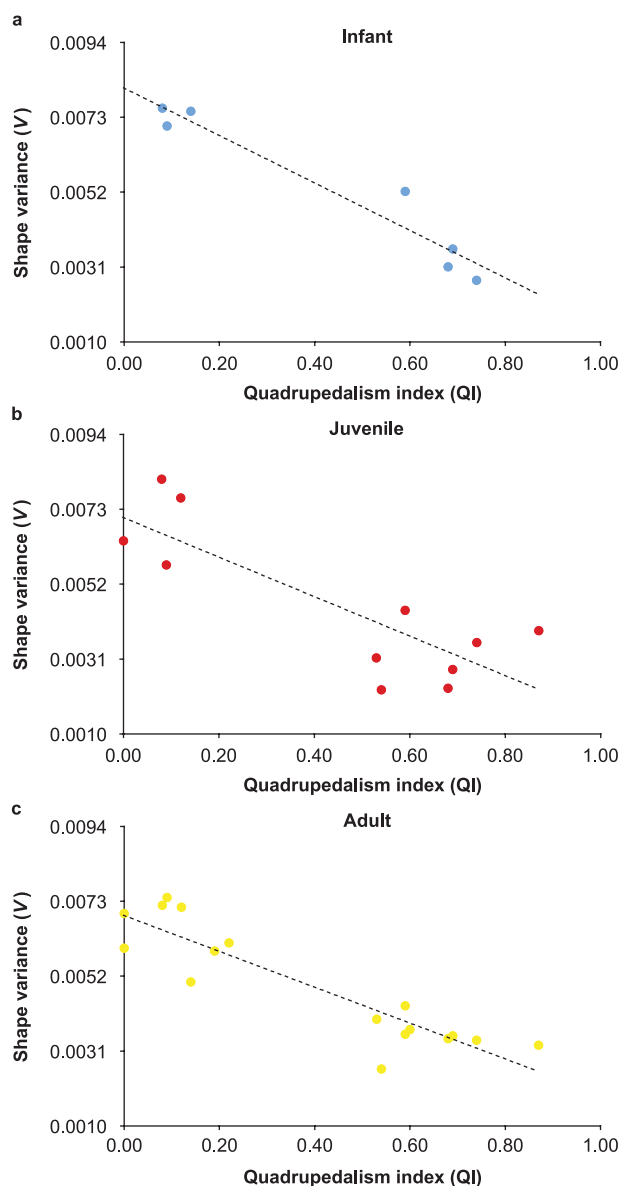 a
Infant
0.0094
0.0073
0.0052
0.0031
0.0010
Shape variance (V)
0.00 0.20 0.40 0.60 0.80 1.00
Quadrupedalism index (QI)
b
Juvenile
0.0094
0.0073
0.0052
0.0031
0.0010
Shape variance (V)
0.00 0.20 0.40 0.60 0.80 1.00
Quadrupedalism index (QI)
c
Adult
0.0094
0.0073
0.0052
0.0031
0.0010
Shape variance (V)
0.00 0.20 0.40 0.60 0.80 1.00
Quadrupedalism index (QI)